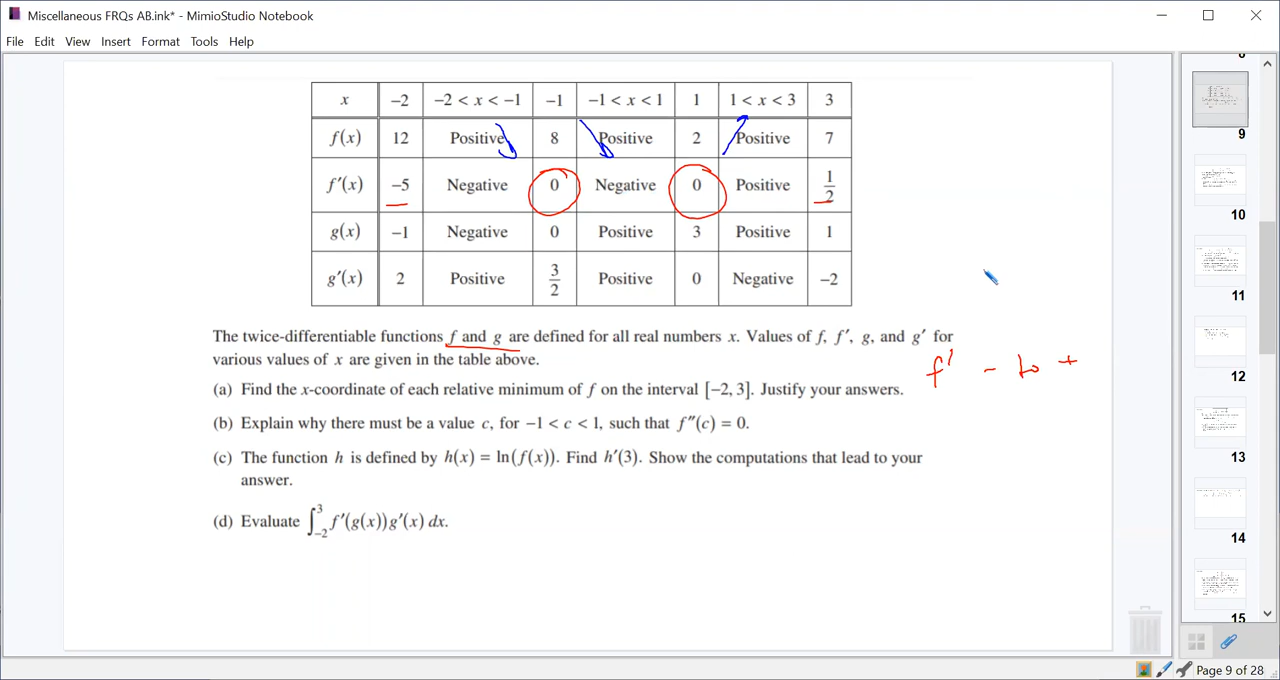 Miscellaneous FRQs AB.ink* - MimioStudio Notebook
File Edit View Insert Format Tools Help
x −2 −2 < x < −1 −1 −1 < x < 1 1 1 < x < 3 3
f(x) 12 Positive 8 Positive 2 Positive 7
f′(x) −5 Negative 0 Negative 0 Positive 1/2
g(x) −1 Negative 0 Positive 3 Positive 1
g′(x) 2 Positive 3/2 Positive 0 Negative −2
The twice-differentiable functions f and g are defined for all real numbers x. Values of f, f′, g, and g′ for
various values of x are given in the table above.
f′ − to +
(a) Find the x-coordinate of each relative minimum of f on the interval [−2, 3]. Justify your answers.
(b) Explain why there must be a value c, for −1 < c < 1, such that f″(c) = 0.
(c) The function h is defined by h(x) = ln(f(x)). Find h′(3). Show the computations that lead to your
answer.
(d) Evaluate ∫₋₂³ f′(g(x))g′(x) dx.
8
9
10
11
12
13
14
15
Page 9 of 28